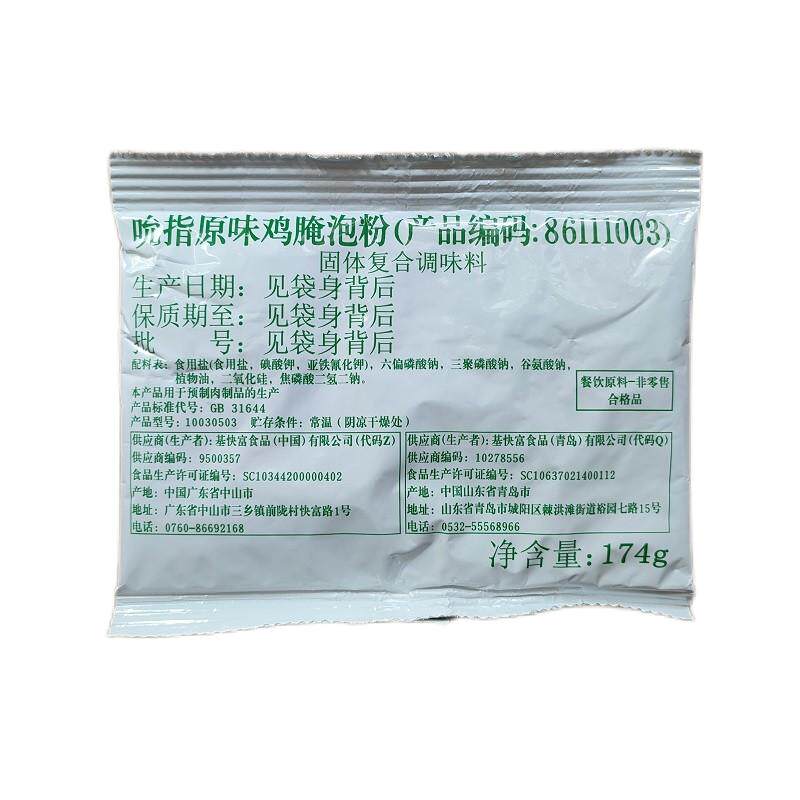 吮指原味鸡腌泡粉(产品编码:86111003)
固体复合调味料
生产日期: 见袋身背后
保质期至: 见袋身背后
批 号: 见袋身背后
配料表: 食用盐(食用盐, 碘酸钾, 亚铁氰化钾), 六偏磷酸钠, 三聚磷酸钠, 谷氨酸钠,
植物油, 二氧化硅, 焦磷酸二氢二钠。
本产品用于预制肉制品的生产
产品标准代号: GB 31644
产品型号: 10030503 贮存条件: 常温 (阴凉干燥处)
餐饮原料-非零售
合格品
供应商(生产者): 基快富食品(中国)有限公司(代码Z)
供应商编码: 9500357
食品生产许可证编号: SC10344200000402
产地: 中国广东省中山市
地址: 广东省中山市三乡镇前陇村快富路1号
电话: 0760-86692168
供应商(生产者): 基快富食品(青岛)有限公司(代码Q)
供应商编码: 10278556
食品生产许可证编号: SC10637021400112
产地: 中国山东省青岛市
地址: 山东省青岛市城阳区棘洪滩街道裕园七路15号
电话: 0532-55568966
净含量: 174g